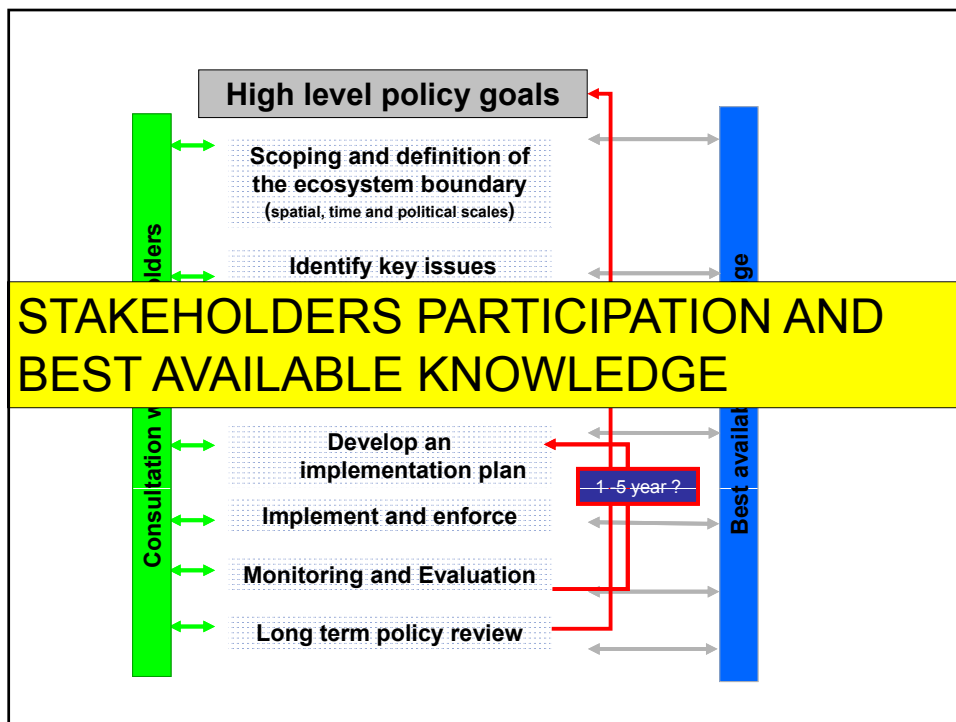 High level policy goals
Scoping and definition of
the ecosystem boundary
(spatial, time and political scales)
Identify key issues
STAKEHOLDERS PARTICIPATION AND
BEST AVAILABLE KNOWLEDGE
Develop an
implementation plan
1 -5 year ?
Implement and enforce
Monitoring and Evaluation
Long term policy review
Consultation
Best